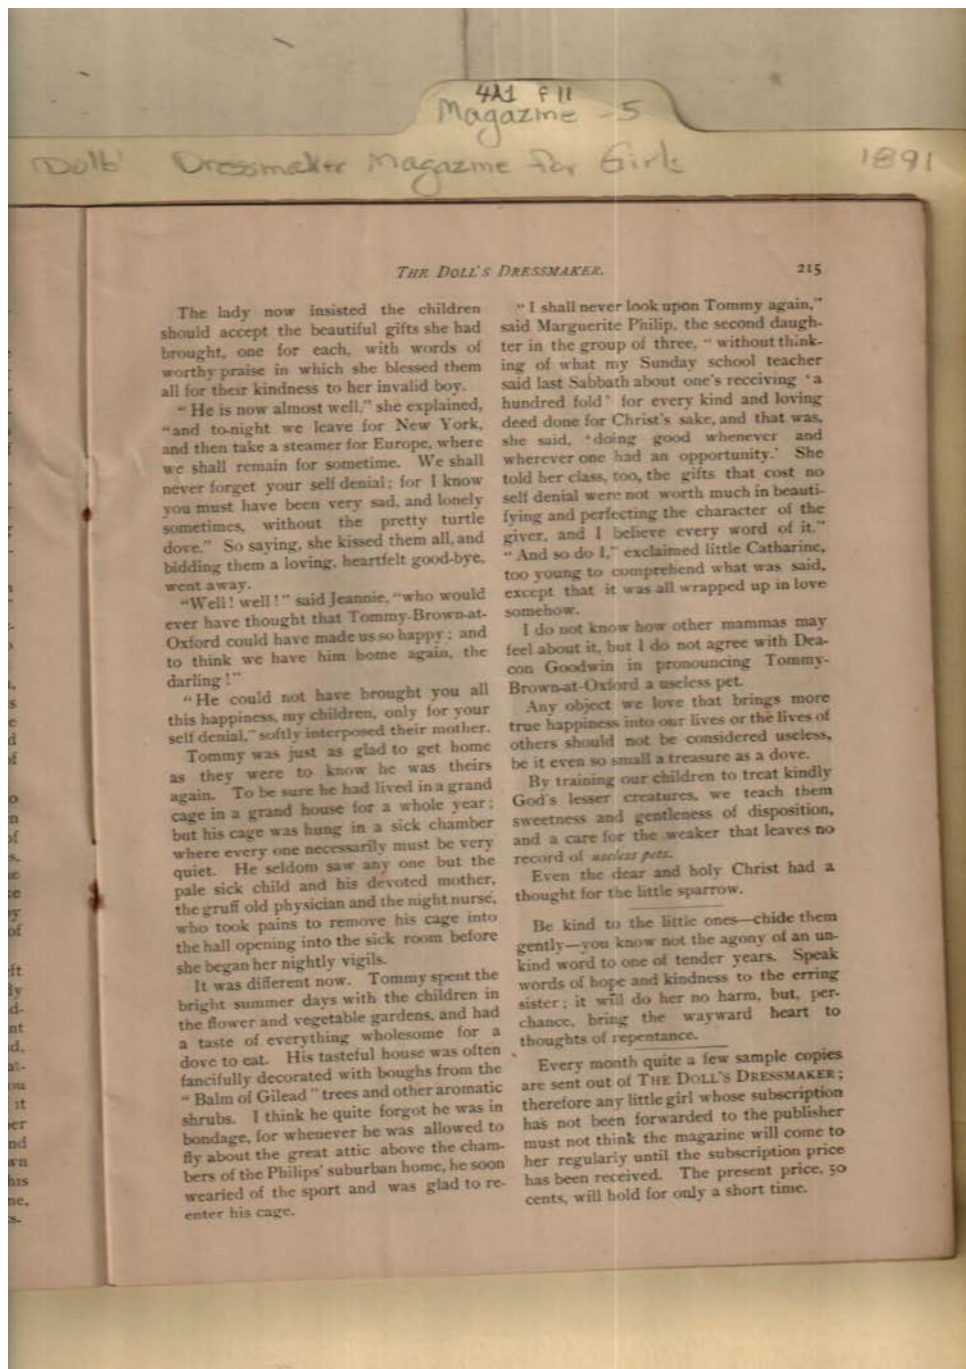 4A1 F11
Magazine - 5
Dolls' Dressmaker Magazine for Girls 1891
THE DOLL'S DRESSMAKER. 215
The lady now insisted the children
should accept the beautiful gifts she had
brought, one for each, with words of
worthy praise in which she blessed them
all for their kindness to her invalid boy.
"He is now almost well," she explained,
"and to-night we leave for New York,
and then take a steamer for Europe, where
we shall remain for sometime. We shall
never forget your self denial; for I know
you must have been very sad, and lonely
sometimes, without the pretty turtle
dove." So saying, she kissed them all, and
bidding them a loving, heartfelt good-bye,
went away.
"Well! well!" said Jeannie, "who would
ever have thought that Tommy-Brown-at-
Oxford could have made us so happy; and
to think we have him home again, the
darling!"
"He could not have brought you all
this happiness, my children, only for your
self denial," softly interposed their mother.
Tommy was just as glad to get home
as they were to know he was theirs
again. To be sure he had lived in a grand
cage in a grand house for a whole year;
but his cage was hung in a sick chamber
where every one necessarily must be very
quiet. He seldom saw any one but the
pale sick child and his devoted mother,
the gruff old physician and the night nurse,
who took pains to remove his cage into
the hall opening into the sick room before
she began her nightly vigils.
It was different now. Tommy spent the
bright summer days with the children in
the flower and vegetable gardens, and had
a taste of everything wholesome for a
dove to eat. His tasteful house was often
fancifully decorated with boughs from the
"Balm of Gilead" trees and other aromatic
shrubs. I think he quite forgot he was in
bondage, for whenever he was allowed to
fly about the great attic above the cham-
bers of the Philips' suburban home, he soon
wearied of the sport and was glad to re-
enter his cage.
"I shall never look upon Tommy again,"
said Marguerite Philip, the second daugh-
ter in the group of three, "without think-
ing of what my Sunday school teacher
said last Sabbath about one's receiving 'a
hundred fold' for every kind and loving
deed done for Christ's sake, and that was,
she said, 'doing good whenever and
wherever one had an opportunity.' She
told her class, too, the gifts that cost no
self denial were not worth much in beauti-
fying and perfecting the character of the
giver, and I believe every word of it."
"And so do I," exclaimed little Catharine,
too young to comprehend what was said,
except that it was all wrapped up in love
somehow.
I do not know how other mammas may
feel about it, but I do not agree with Dea-
con Goodwin in pronouncing Tommy-
Brown-at-Oxford a useless pet.
Any object we love that brings more
true happiness into our lives or the lives of
others should not be considered useless,
be it even so small a treasure as a dove.
By training our children to treat kindly
God's lesser creatures, we teach them
sweetness and gentleness of disposition,
and a care for the weaker that leaves no
record of useless pets.
Even the dear and holy Christ had a
thought for the little sparrow.
Be kind to the little ones—chide them
gently—you know not the agony of an un-
kind word to one of tender years. Speak
words of hope and kindness to the erring
sister; it will do her no harm, but, per-
chance, bring the wayward heart to
thoughts of repentance.
Every month quite a few sample copies
are sent out of THE DOLL'S DRESSMAKER;
therefore any little girl whose subscription
has not been forwarded to the publisher
must not think the magazine will come to
her regularly until the subscription price
has been received. The present price, 50
cents, will hold for only a short time.